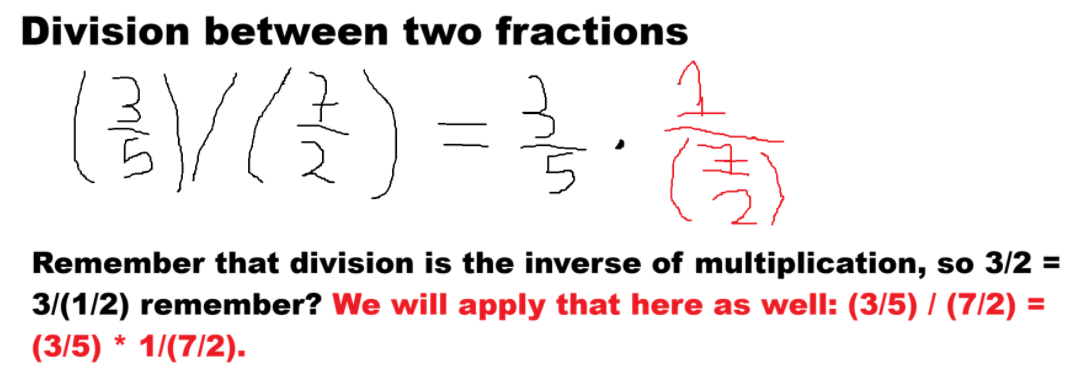 Division between two fractions
(3/5)/(7/2) = 3/5 · 1/(7/2)
Remember that division is the inverse of multiplication, so 3/2 =
3/(1/2) remember? We will apply that here as well: (3/5) / (7/2) =
(3/5) * 1/(7/2).